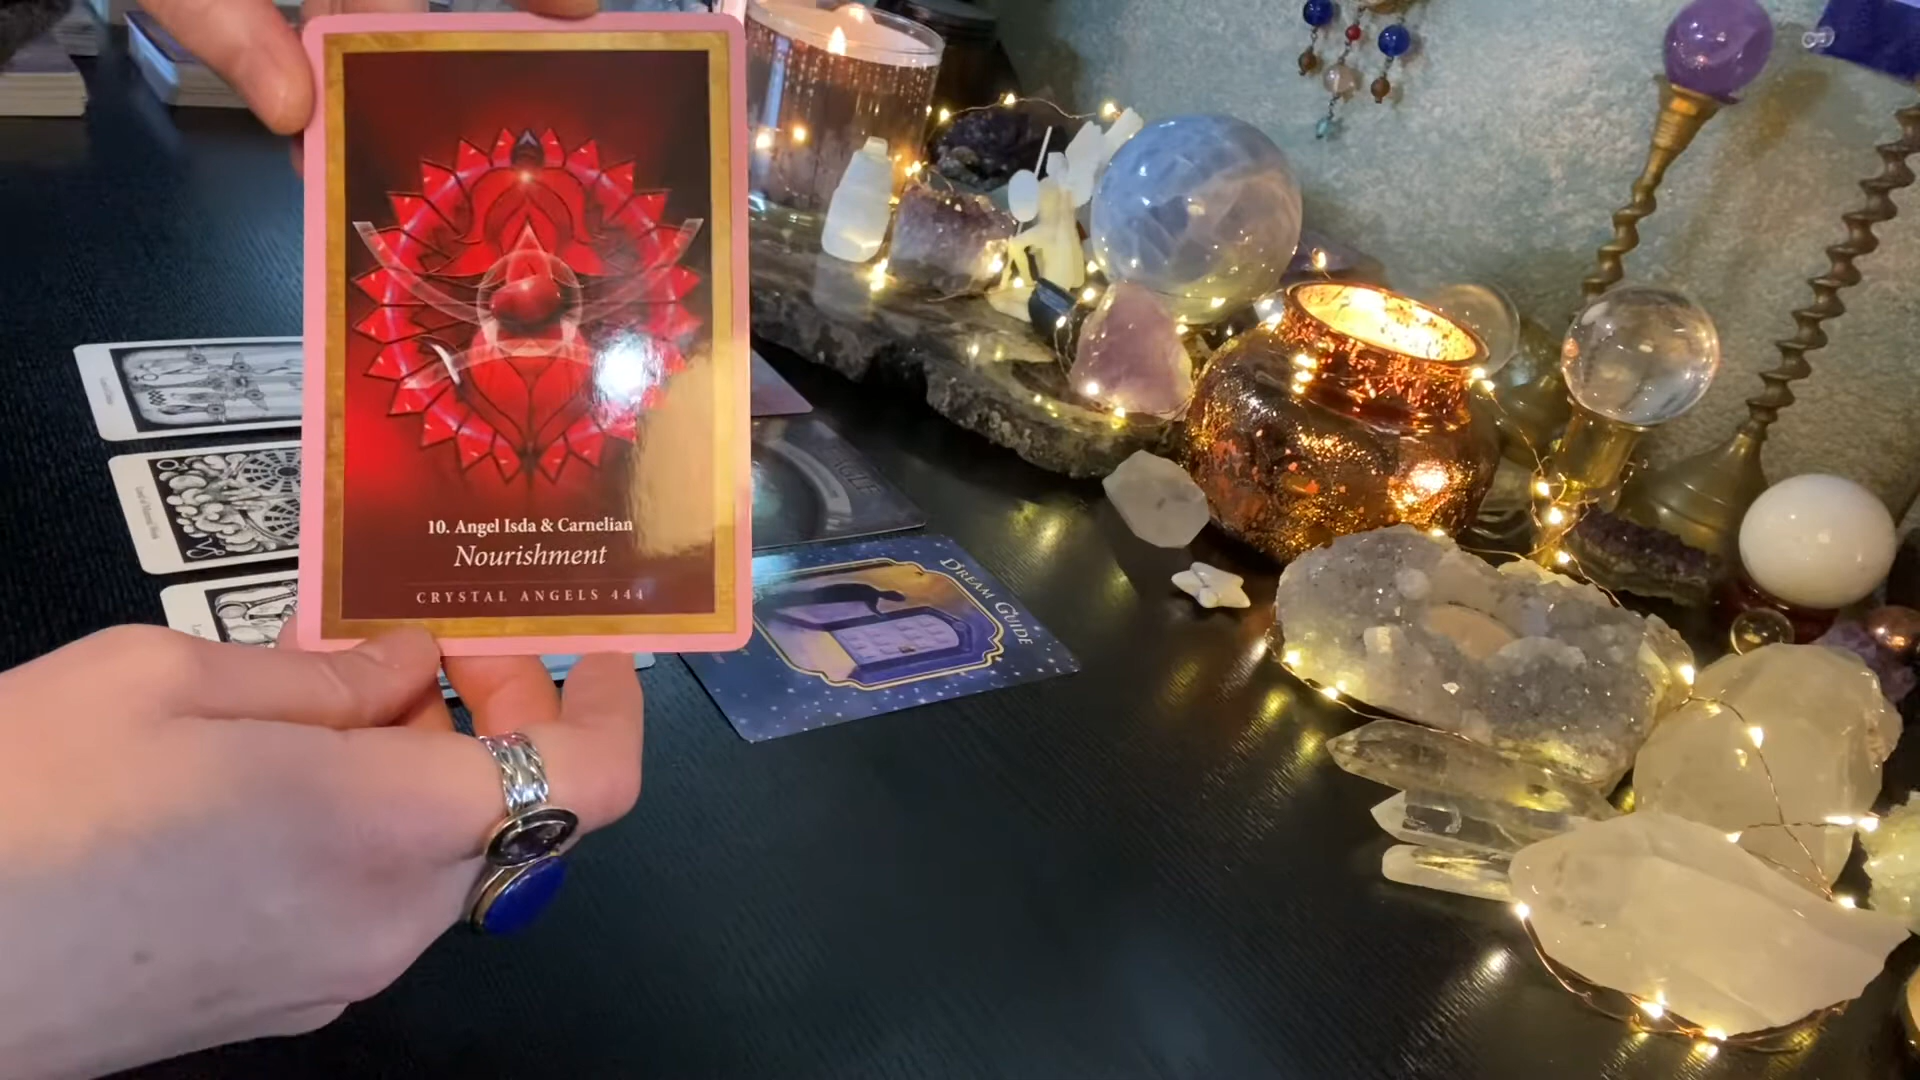 10. Angel Isda & Carnelian
Nourishment
CRYSTAL ANGELS 444
DREAM GUIDE